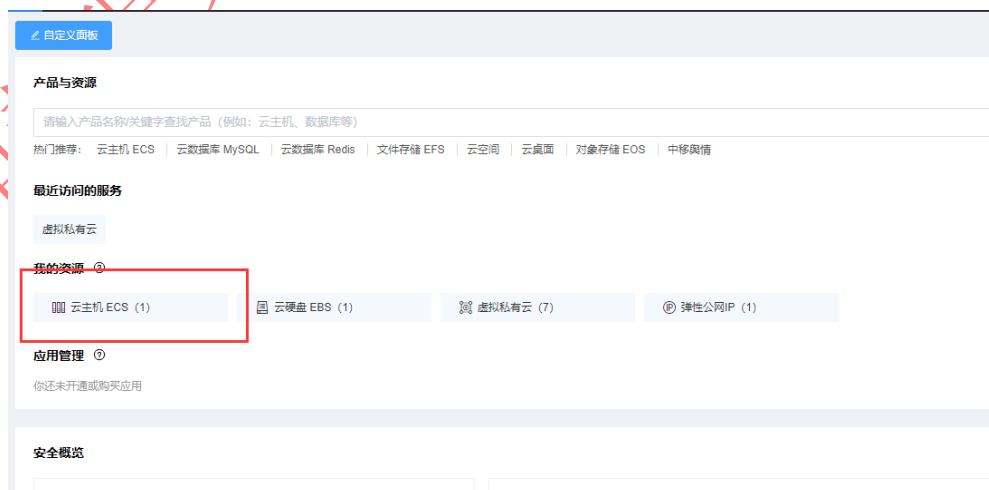 自定义面板
产品与资源
请输入产品名称/关键字查找产品（例如：云主机、数据库等）
热门推荐： 云主机 ECS 云数据库 MySQL 云数据库 Redis 文件存储 EFS 云空间 云桌面 对象存储 EOS 中移舆情
最近访问的服务
虚拟私有云
我的资源
云主机 ECS（1） 云硬盘 EBS（1） 虚拟私有云（7） 弹性公网IP（1）
应用管理
你还未开通或购买应用
安全概览